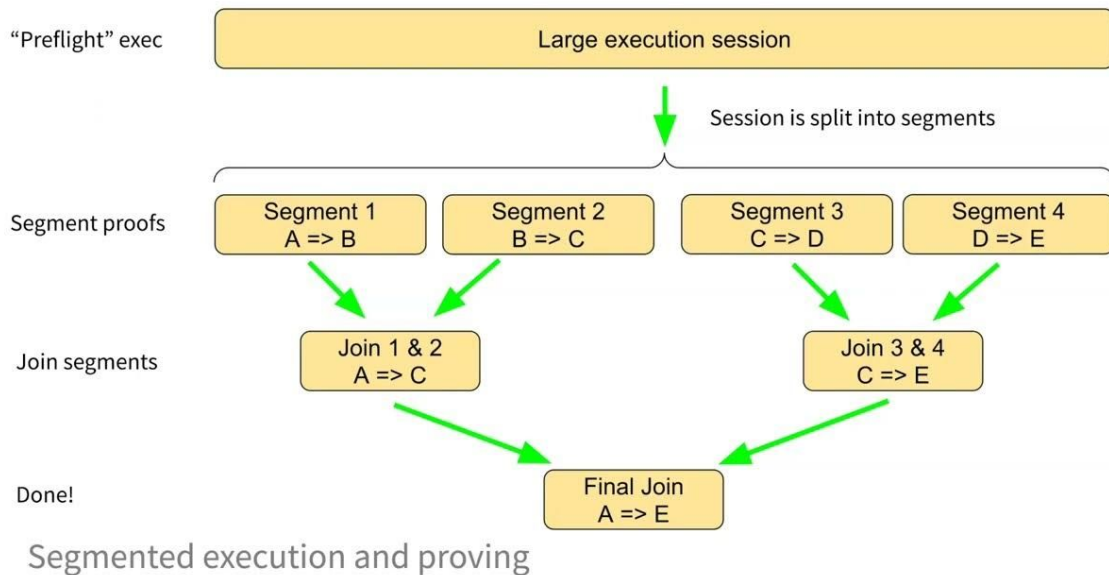 “Preflight” exec
Large execution session
Session is split into segments
Segment proofs
Segment 1
A => B
Segment 2
B => C
Segment 3
C => D
Segment 4
D => E
Join segments
Join 1 & 2
A => C
Join 3 & 4
C => E
Done!
Final Join
A => E
Segmented execution and proving